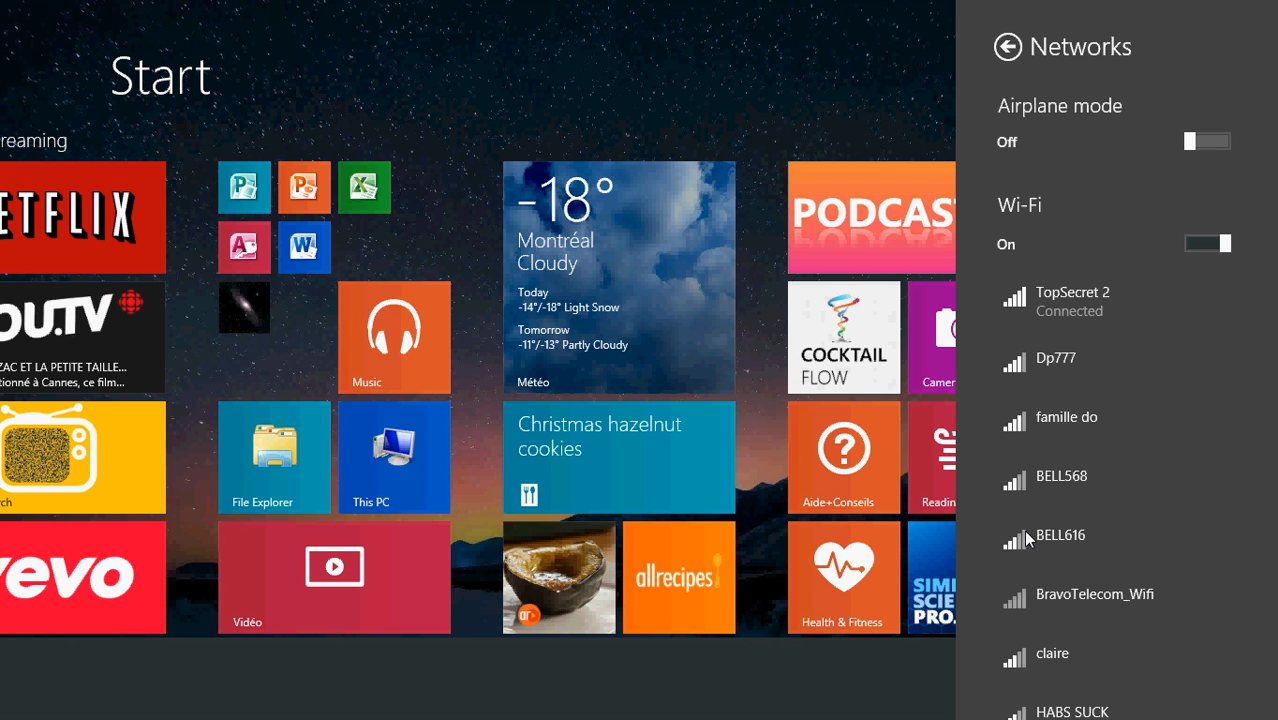 Start
reaming
ETFLIX
OU.TV
ZAC ET LA PETITE TAILLE...
tionné à Cannes, ce film...
rch
vevo
Music
File Explorer
This PC
Vidéo
-18°
Montréal
Cloudy
Today
-14°/-18° Light Snow
Tomorrow
-11°/-13° Partly Cloudy
Météo
Christmas hazelnut
cookies
allrecipes
PODCAS
COCKTAIL
FLOW
Camer
Aide+Conseils
Readin
Health & Fitness
SIM
SCIE
PRO.
Networks
Airplane mode
Off
Wi-Fi
On
TopSecret 2
Connected
Dp777
famille do
BELL568
BELL616
BravoTelecom_Wifi
claire
HABS SUCK